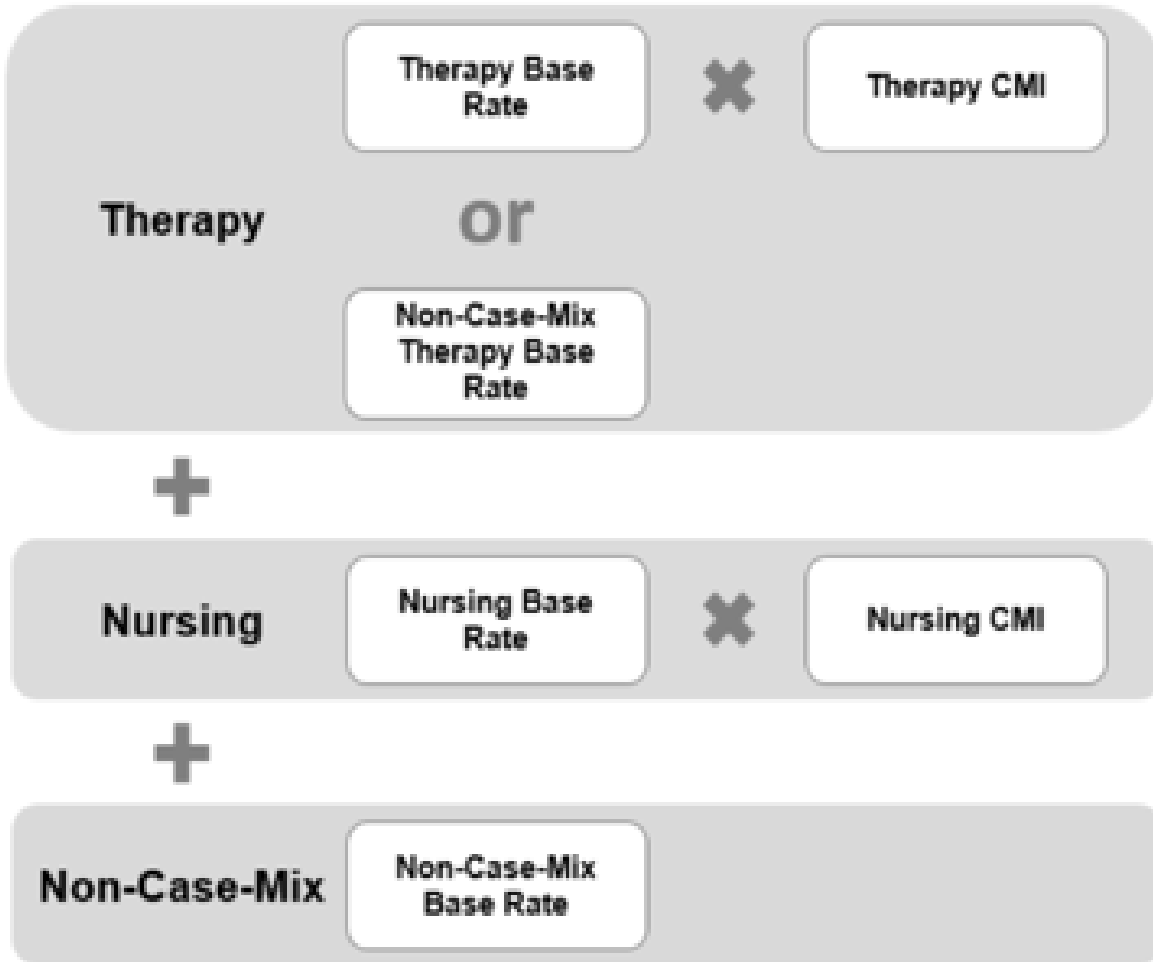 Therapy Base
Rate
Therapy CMI
Therapy
or
Non-Case-Mix
Therapy Base
Rate
Nursing
Nursing Base
Rate
Nursing CMI
Non-Case-Mix
Non-Case-Mix
Base Rate